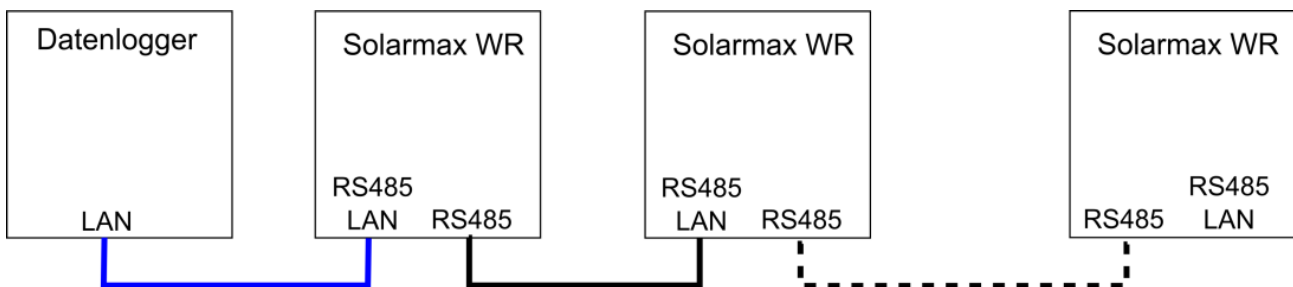 Datenlogger
LAN
Solarmax WR
RS485
LAN RS485
Solarmax WR
RS485
LAN RS485
Solarmax WR
RS485
RS485 LAN